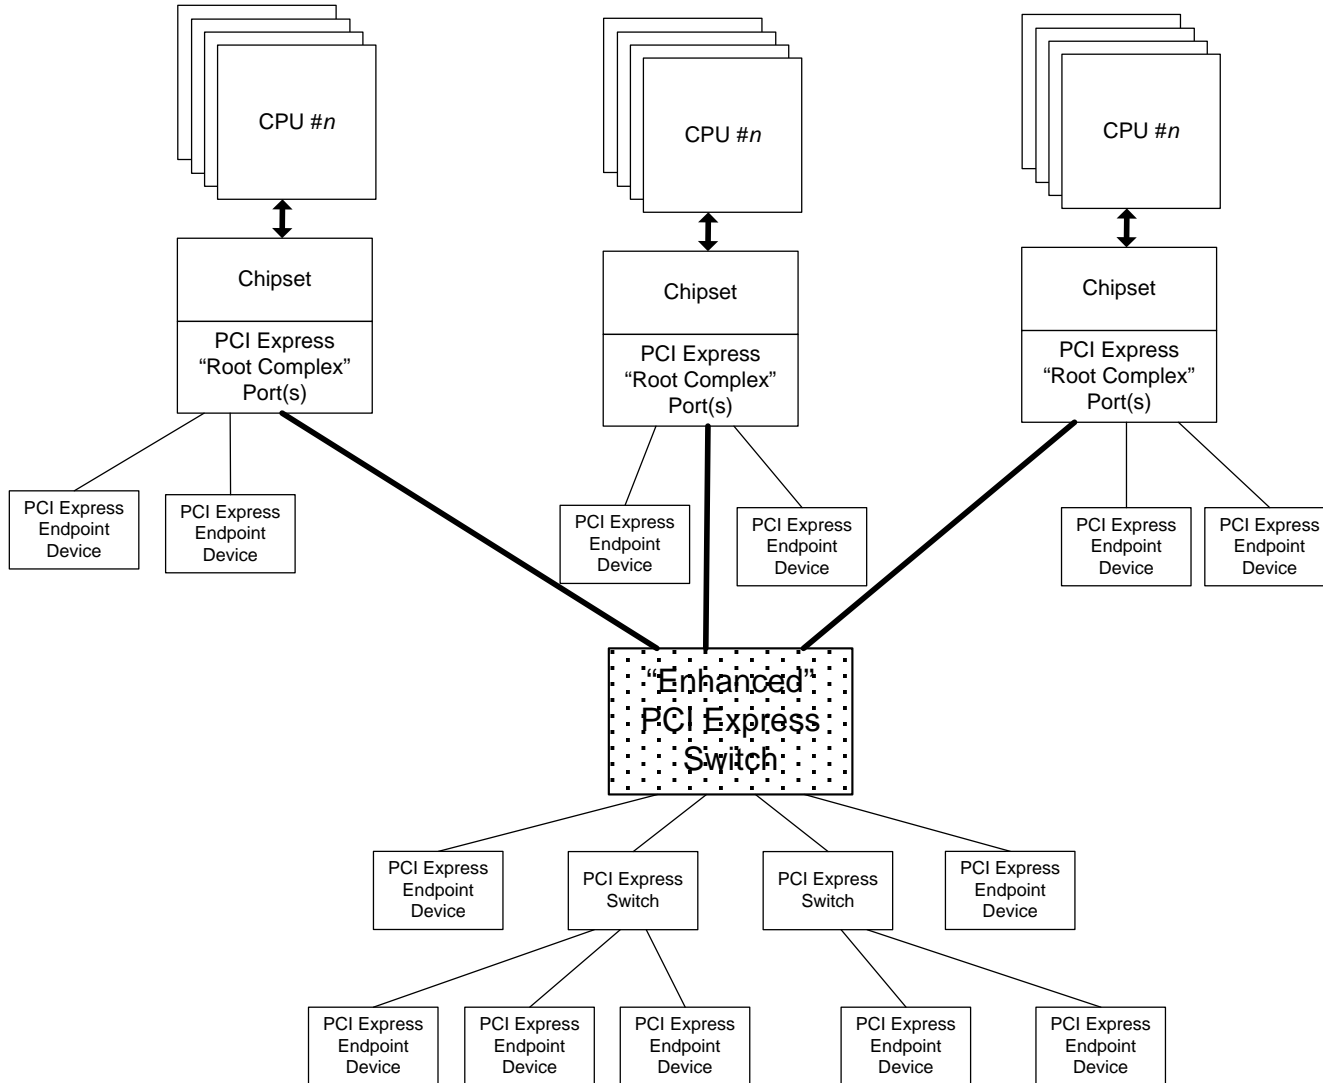 CPU #n
CPU #n
CPU #n
Chipset
PCI Express
“Root Complex”
Port(s)
Chipset
PCI Express
“Root Complex”
Port(s)
Chipset
PCI Express
“Root Complex”
Port(s)
PCI Express
Endpoint
Device
PCI Express
Endpoint
Device
PCI Express
Endpoint
Device
PCI Express
Endpoint
Device
PCI Express
Endpoint
Device
PCI Express
Endpoint
Device
“Enhanced”
PCI Express
Switch
PCI Express
Endpoint
Device
PCI Express
Switch
PCI Express
Switch
PCI Express
Endpoint
Device
PCI Express
Endpoint
Device
PCI Express
Endpoint
Device
PCI Express
Endpoint
Device
PCI Express
Endpoint
Device
PCI Express
Endpoint
Device